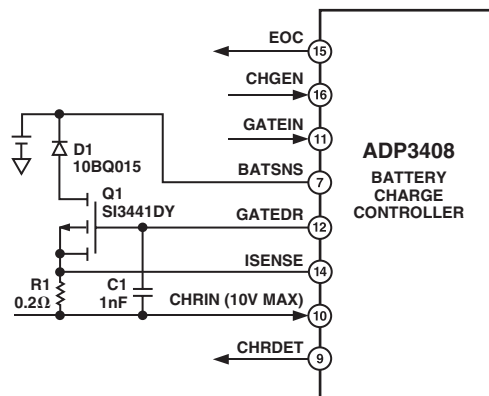 EOC
15
CHGEN
16
GATEIN
11
ADP3408
BATTERY
CHARGE
CONTROLLER
D1
10BQ015
BATSNS
7
Q1
SI3441DY
GATEDR
12
ISENSE
14
R1
0.2Ω
C1
1nF
CHRIN (10V MAX)
10
CHRDET
9